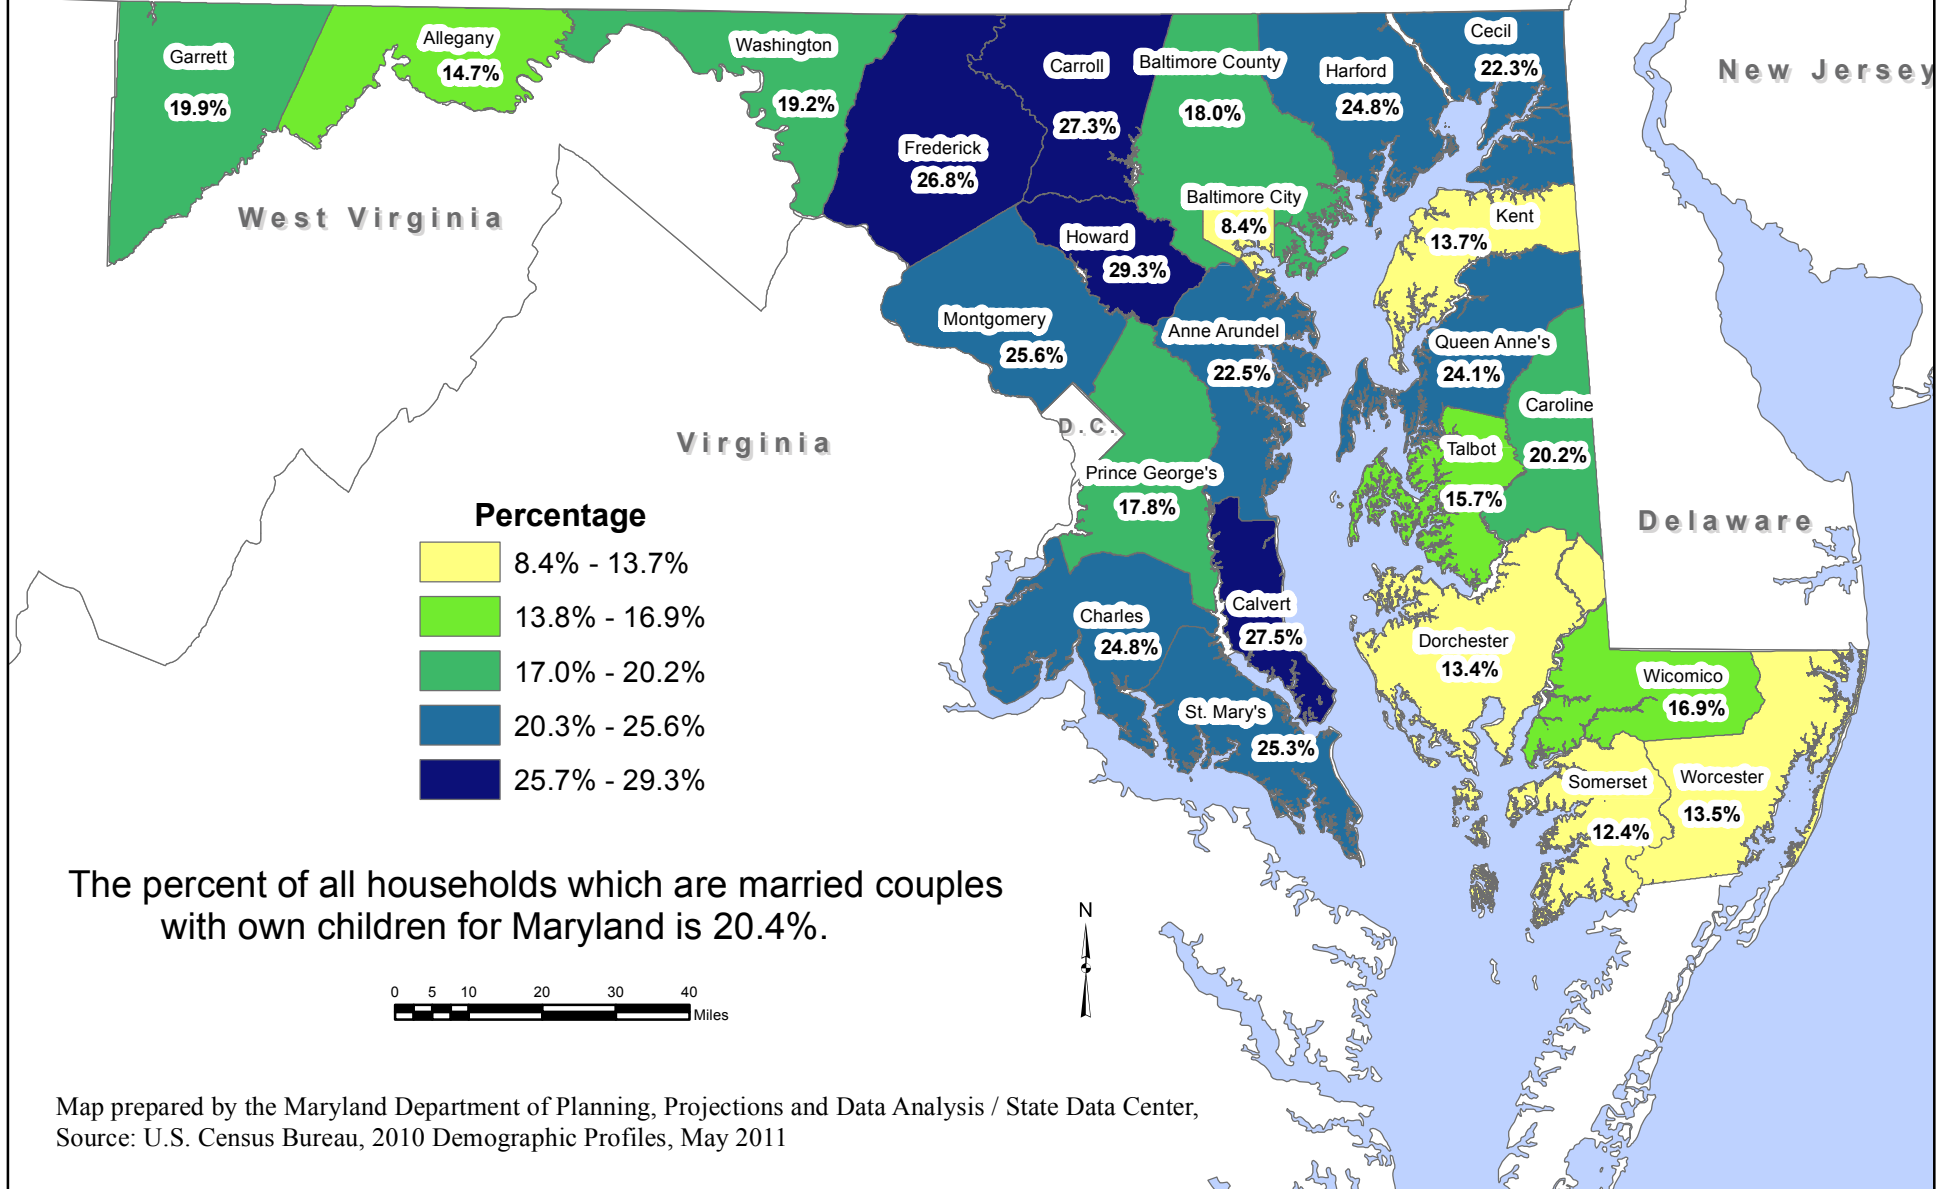 Garrett
19.9%
Allegany
14.7%
Washington
19.2%
Frederick
26.8%
Carroll
27.3%
Baltimore County
18.0%
Harford
24.8%
Cecil
22.3%
New Jersey
West Virginia
Baltimore City
8.4%
Kent
13.7%
Howard
29.3%
Montgomery
25.6%
Anne Arundel
22.5%
Queen Anne's
24.1%
Caroline
20.2%
Virginia
D.C.
Talbot
15.7%
Prince George's
17.8%
Delaware
Percentage
8.4% - 13.7%
13.8% - 16.9%
17.0% - 20.2%
20.3% - 25.6%
25.7% - 29.3%
Charles
24.8%
Calvert
27.5%
Dorchester
13.4%
Wicomico
16.9%
St. Mary's
25.3%
Somerset
12.4%
Worcester
13.5%
The percent of all households which are married couples
with own children for Maryland is 20.4%.
N
0 5 10 20 30 40
Miles
Map prepared by the Maryland Department of Planning, Projections and Data Analysis / State Data Center,
Source: U.S. Census Bureau, 2010 Demographic Profiles, May 2011